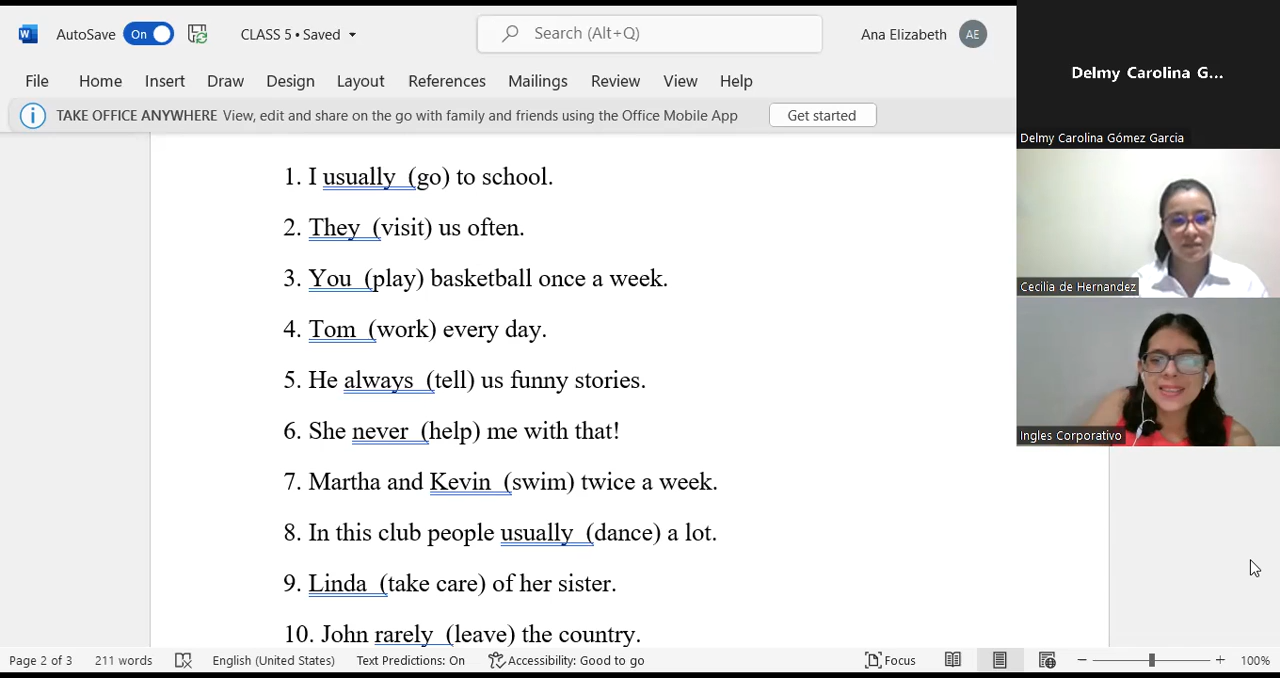 AutoSave On CLASS 5 • Saved Search (Alt+Q) Ana Elizabeth AE
File Home Insert Draw Design Layout References Mailings Review View Help
TAKE OFFICE ANYWHERE View, edit and share on the go with family and friends using the Office Mobile App Get started
1. I usually (go) to school.
2. They (visit) us often.
3. You (play) basketball once a week.
4. Tom (work) every day.
5. He always (tell) us funny stories.
6. She never (help) me with that!
7. Martha and Kevin (swim) twice a week.
8. In this club people usually (dance) a lot.
9. Linda (take care) of her sister.
10. John rarely (leave) the country.
Page 2 of 3 211 words English (United States) Text Predictions: On Accessibility: Good to go Focus 100%
Delmy Carolina G...
Delmy Carolina Gómez Garcia
Cecilia de Hernandez
Ingles Corporativo